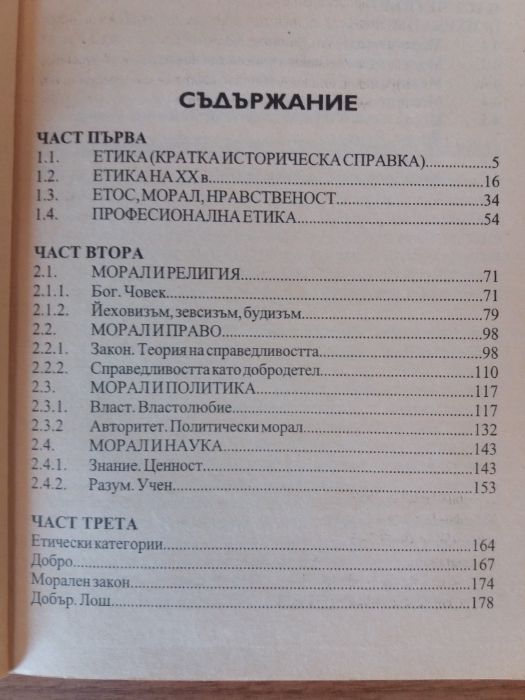 СЪДЪРЖАНИЕ
ЧАСТ ПЪРВА
1.1. ЕТИКА (КРАТКА ИСТОРИЧЕСКА СПРАВКА)....5
1.2. ЕТИКА НА XX в.....16
1.3. ЕТОС, МОРАЛ, НРАВСТВЕНОСТ....34
1.4. ПРОФЕСИОНАЛНА ЕТИКА....54
ЧАСТ ВТОРА
2.1. МОРАЛ И РЕЛИГИЯ....71
2.1.1. Бог. Човек....71
2.1.2. Йеховизъм, зевсизъм, будизъм....79
2.2. МОРАЛ И ПРАВО....98
2.2.1. Закон. Теория на справедливостта....98
2.2.2. Справедливостта като добродетел....110
2.3. МОРАЛ И ПОЛИТИКА....117
2.3.1. Власт. Властолюбие....117
2.3.2 Авторитет. Политически морал....132
2.4. МОРАЛ И НАУКА....143
2.4.1. Знание. Ценност....143
2.4.2. Разум. Учен....153
ЧАСТ ТРЕТА
Етически категории....164
Добро....167
Морален закон....174
Добър. Лош....178